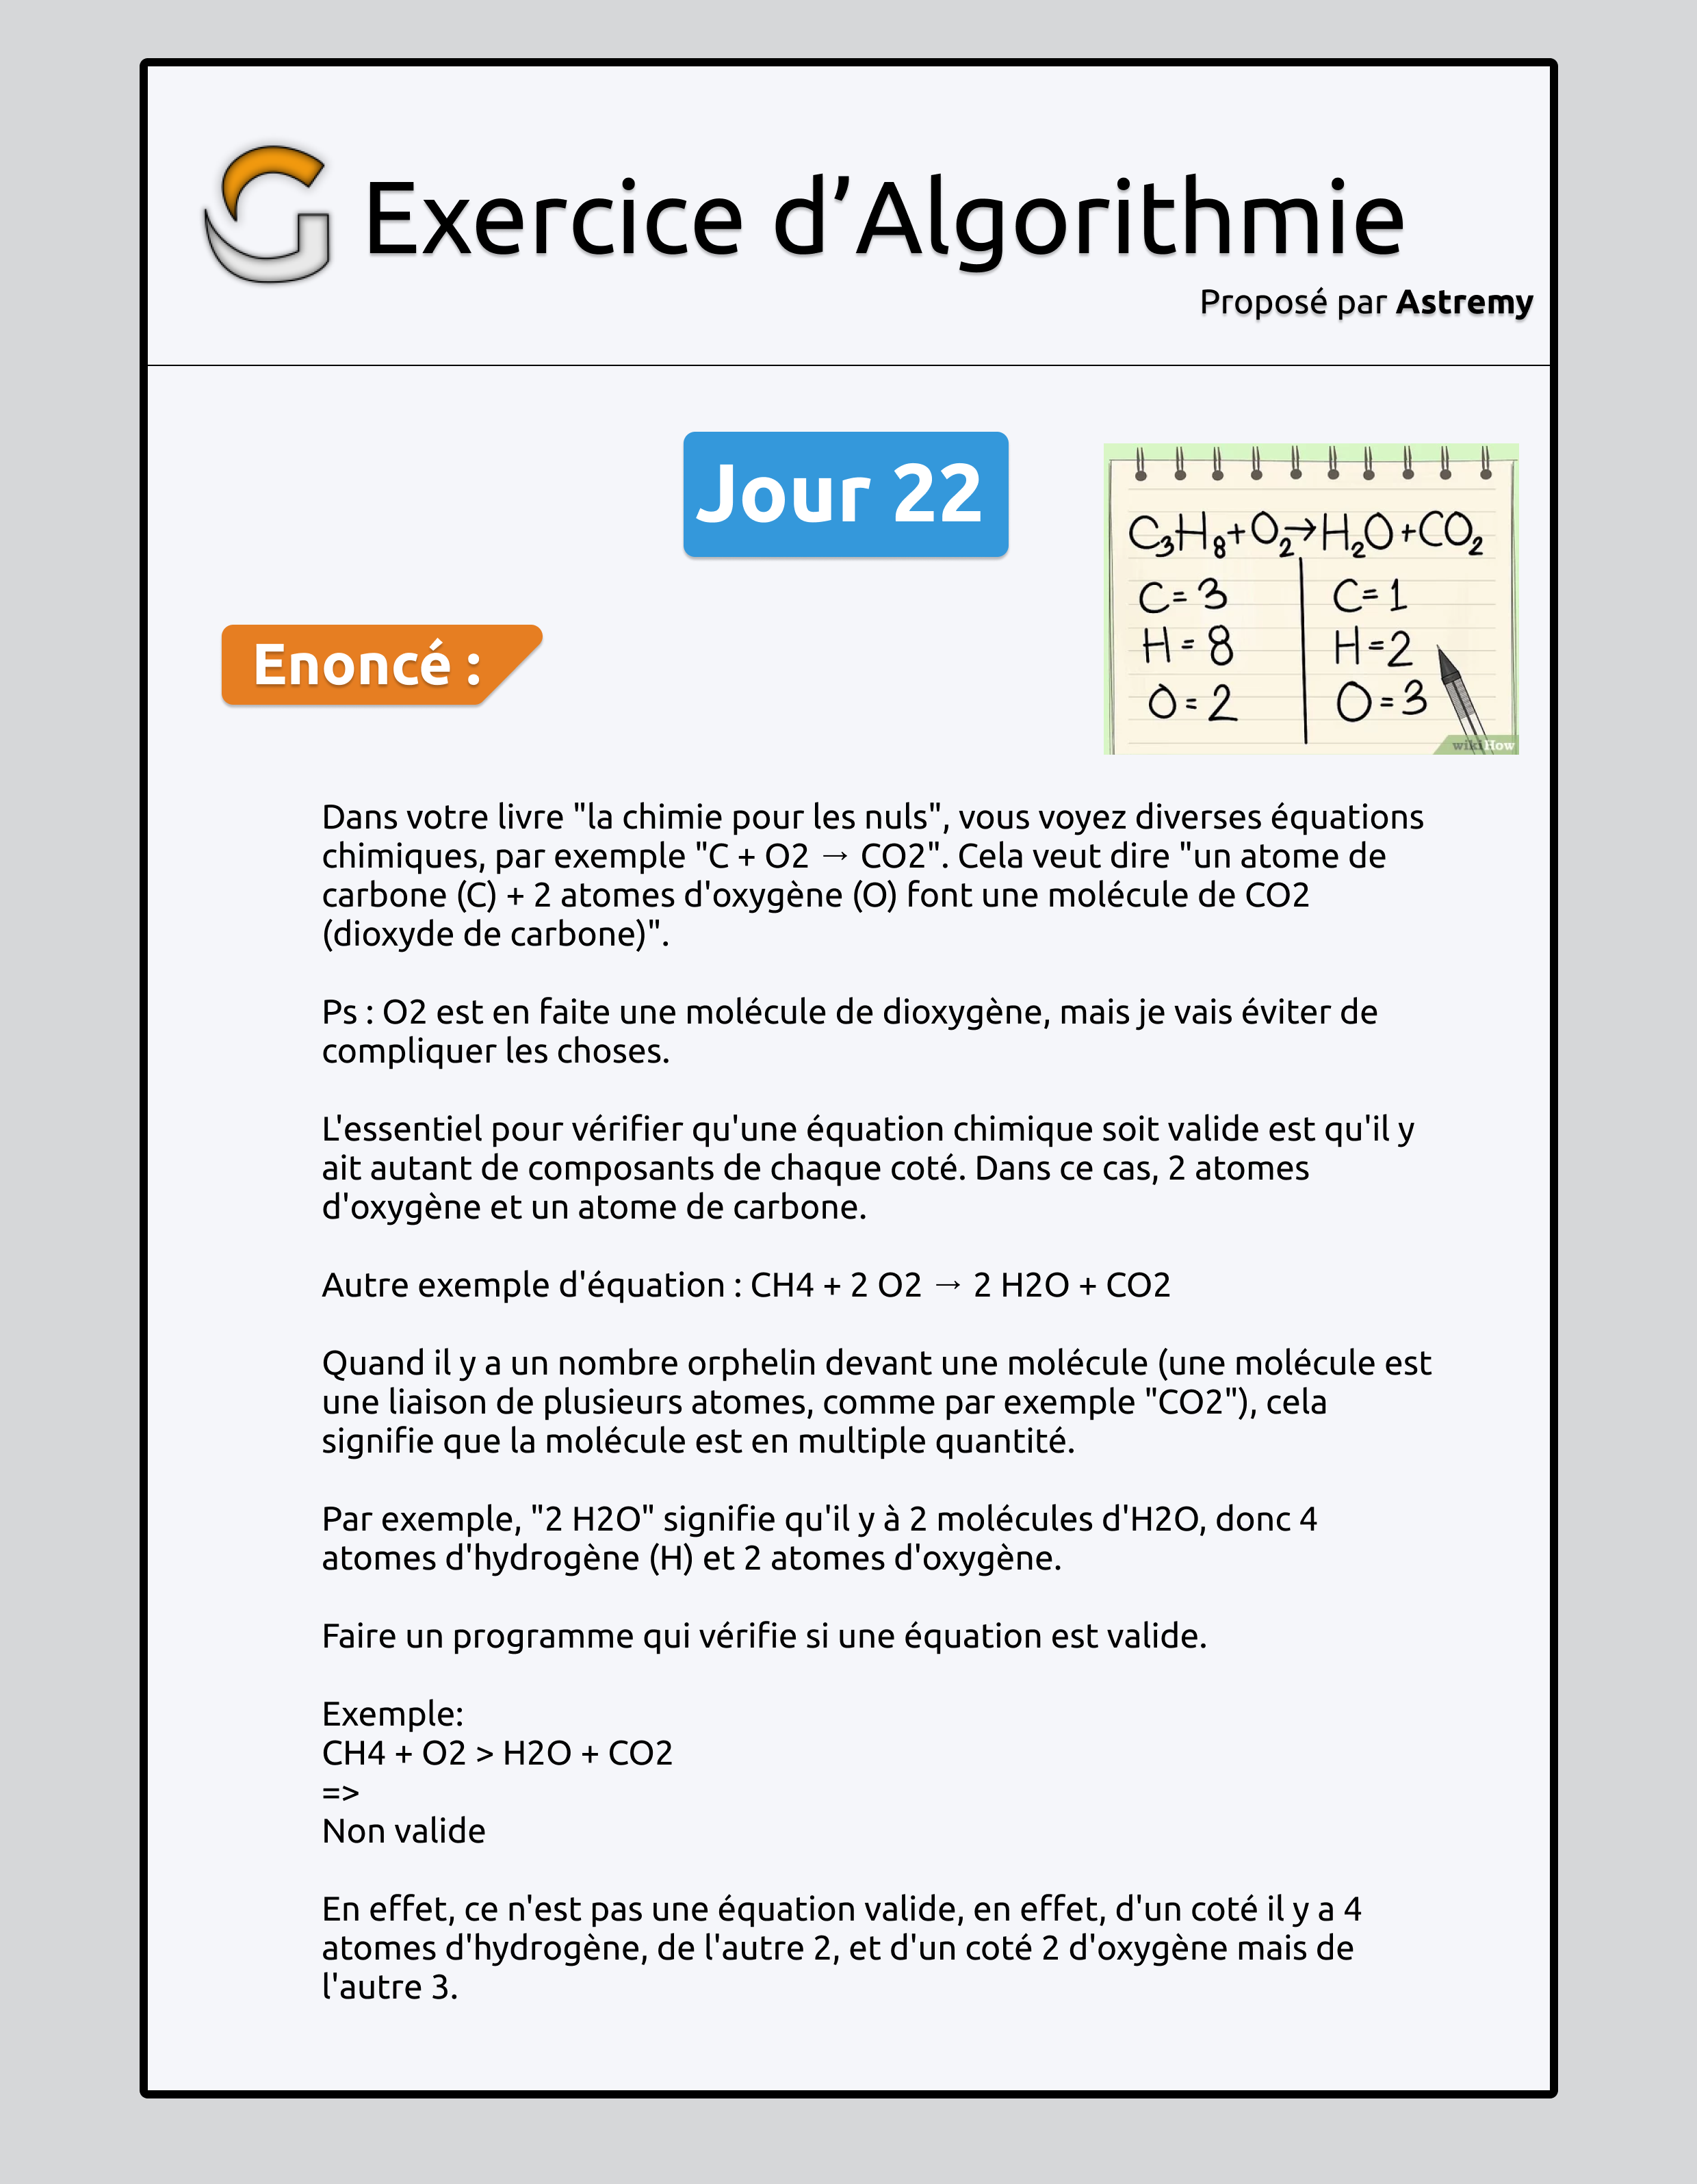 Exercice d’Algorithmie
Proposé par Astremy
Jour 22
C3H8+O2→H2O+CO2
C=3
C=1
H=8
H=2
O=2
O=3
wikiHow
Enoncé :
Dans votre livre "la chimie pour les nuls", vous voyez diverses équations
chimiques, par exemple "C + O2 → CO2". Cela veut dire "un atome de
carbone (C) + 2 atomes d'oxygène (O) font une molécule de CO2
(dioxyde de carbone)".
Ps : O2 est en faite une molécule de dioxygène, mais je vais éviter de
compliquer les choses.
L'essentiel pour vérifier qu'une équation chimique soit valide est qu'il y
ait autant de composants de chaque coté. Dans ce cas, 2 atomes
d'oxygène et un atome de carbone.
Autre exemple d'équation : CH4 + 2 O2 → 2 H2O + CO2
Quand il y a un nombre orphelin devant une molécule (une molécule est
une liaison de plusieurs atomes, comme par exemple "CO2"), cela
signifie que la molécule est en multiple quantité.
Par exemple, "2 H2O" signifie qu'il y à 2 molécules d'H2O, donc 4
atomes d'hydrogène (H) et 2 atomes d'oxygène.
Faire un programme qui vérifie si une équation est valide.
Exemple:
CH4 + O2 > H2O + CO2
=>
Non valide
En effet, ce n'est pas une équation valide, en effet, d'un coté il y a 4
atomes d'hydrogène, de l'autre 2, et d'un coté 2 d'oxygène mais de
l'autre 3.